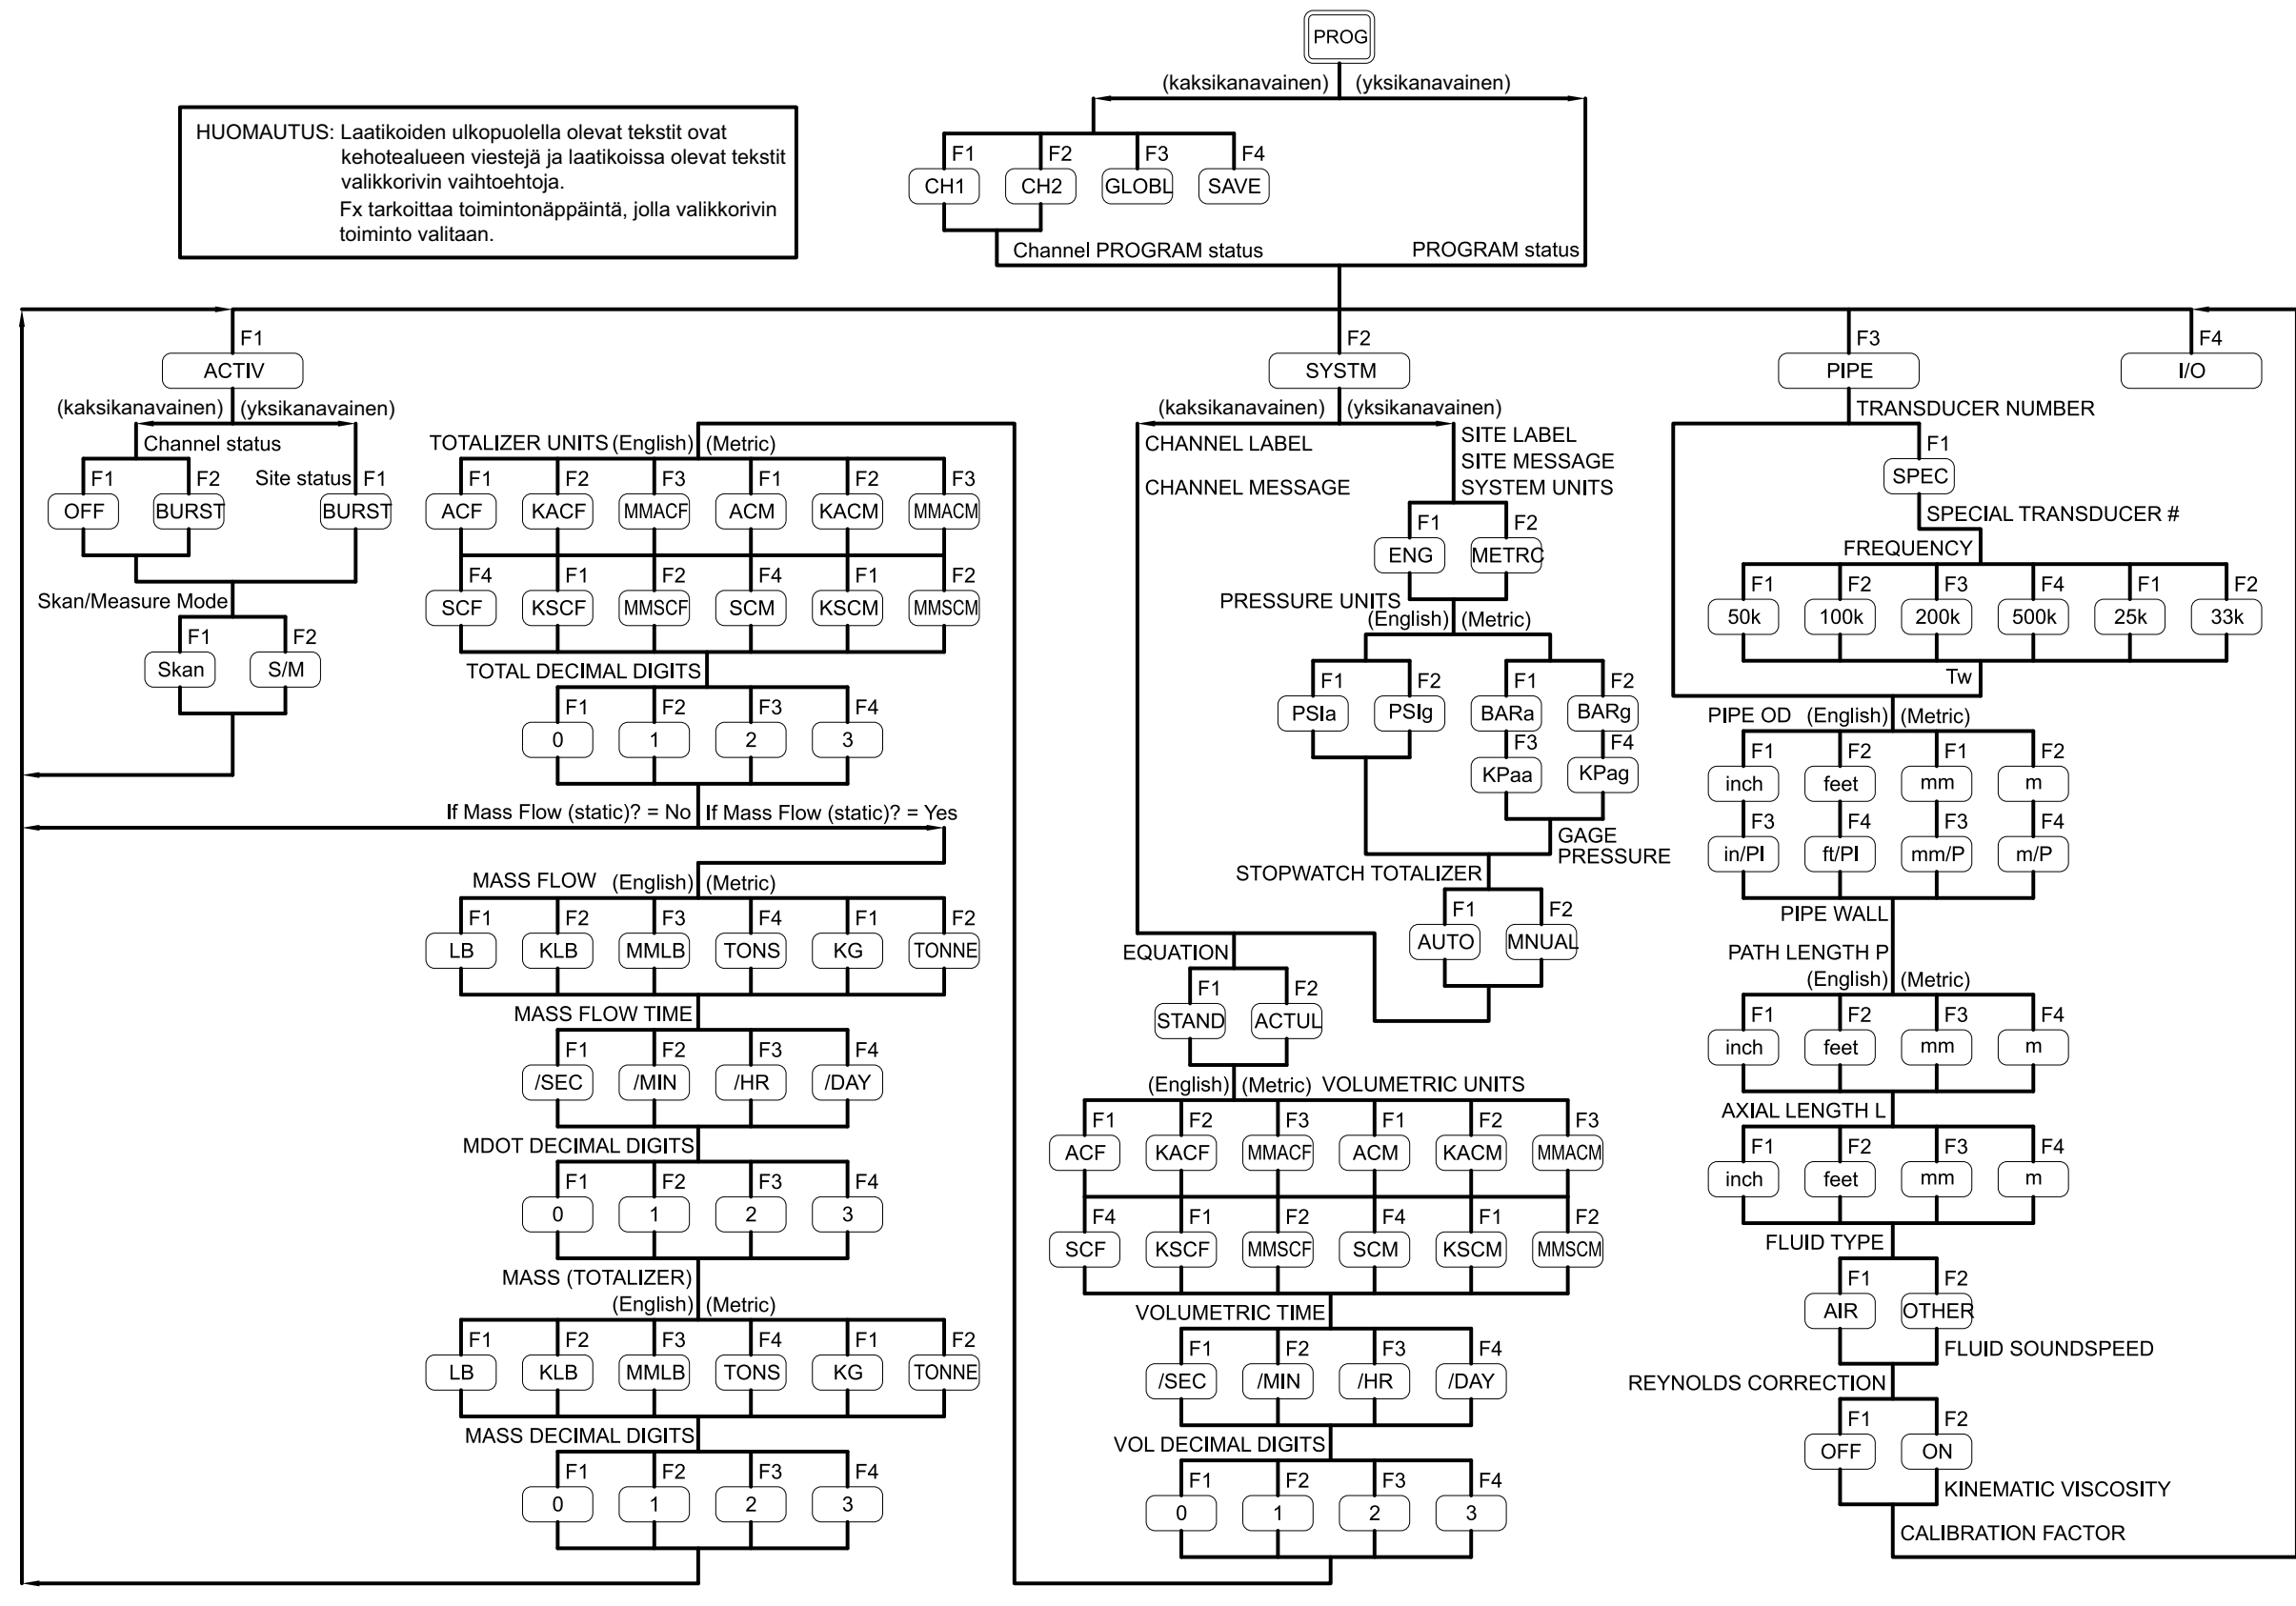 PROG
(kaksikanavainen) (yksikanavainen)
HUOMAUTUS: Laatikoiden ulkopuolella olevat tekstit ovat
kehotealueen viestejä ja laatikoissa olevat tekstit
valikkorivin vaihtoehtoja.
Fx tarkoittaa toimintonäppäintä, jolla valikkorivin
toiminto valitaan.
F1 F2 F3 F4
CH1 CH2 GLOBL SAVE
Channel PROGRAM status PROGRAM status
F1 F2 F3 F4
ACTIV SYSTM PIPE I/O
(kaksikanavainen) (yksikanavainen)
Channel status
Site status
F1 F2 F1
OFF BURST BURST
Skan/Measure Mode
F1 F2
Skan S/M
TOTALIZER UNITS (English) (Metric)
F1 F2 F3 F1 F2 F3
ACF KACF MMACF ACM KACM MMACM
F4 F1 F2 F4 F1 F2
SCF KSCF MMSCF SCM KSCM MMSCM
TOTAL DECIMAL DIGITS
F1 F2 F3 F4
0 1 2 3
If Mass Flow (static)? = No If Mass Flow (static)? = Yes
MASS FLOW (English) (Metric)
F1 F2 F3 F4 F1 F2
LB KLB MMLB TONS KG TONNE
MASS FLOW TIME
F1 F2 F3 F4
/SEC /MIN /HR /DAY
MDOT DECIMAL DIGITS
F1 F2 F3 F4
0 1 2 3
MASS (TOTALIZER)
(English) (Metric)
F1 F2 F3 F4 F1 F2
LB KLB MMLB TONS KG TONNE
MASS DECIMAL DIGITS
F1 F2 F3 F4
0 1 2 3
(kaksikanavainen) (yksikanavainen)
CHANNEL LABEL
CHANNEL MESSAGE
SITE LABEL
SITE MESSAGE
SYSTEM UNITS
F1 F2
ENG METRC
PRESSURE UNITS
(English) (Metric)
F1 F2 F1 F2
PSIa PSIg BARa BARg
F3 F4
KPaa KPag
GAGE
PRESSURE
STOPWATCH TOTALIZER
F1 F2
AUTO MNUAL
EQUATION
F1 F2
STAND ACTUL
(English) (Metric) VOLUMETRIC UNITS
F1 F2 F3 F1 F2 F3
ACF KACF MMACF ACM KACM MMACM
F4 F1 F2 F4 F1 F2
SCF KSCF MMSCF SCM KSCM MMSCM
VOLUMETRIC TIME
F1 F2 F3 F4
/SEC /MIN /HR /DAY
VOL DECIMAL DIGITS
F1 F2 F3 F4
0 1 2 3
TRANSDUCER NUMBER
F1
SPEC
SPECIAL TRANSDUCER #
FREQUENCY
F1 F2 F3 F4 F1 F2
50k 100k 200k 500k 25k 33k
Tw
PIPE OD (English) (Metric)
F1 F2 F1 F2
inch feet mm m
F3 F4 F3 F4
in/PI ft/PI mm/P m/P
PIPE WALL
PATH LENGTH P
(English) (Metric)
F1 F2 F3 F4
inch feet mm m
AXIAL LENGTH L
F1 F2 F3 F4
inch feet mm m
FLUID TYPE
F1 F2
AIR OTHER
FLUID SOUNDSPEED
REYNOLDS CORRECTION
F1 F2
OFF ON
KINEMATIC VISCOSITY
CALIBRATION FACTOR